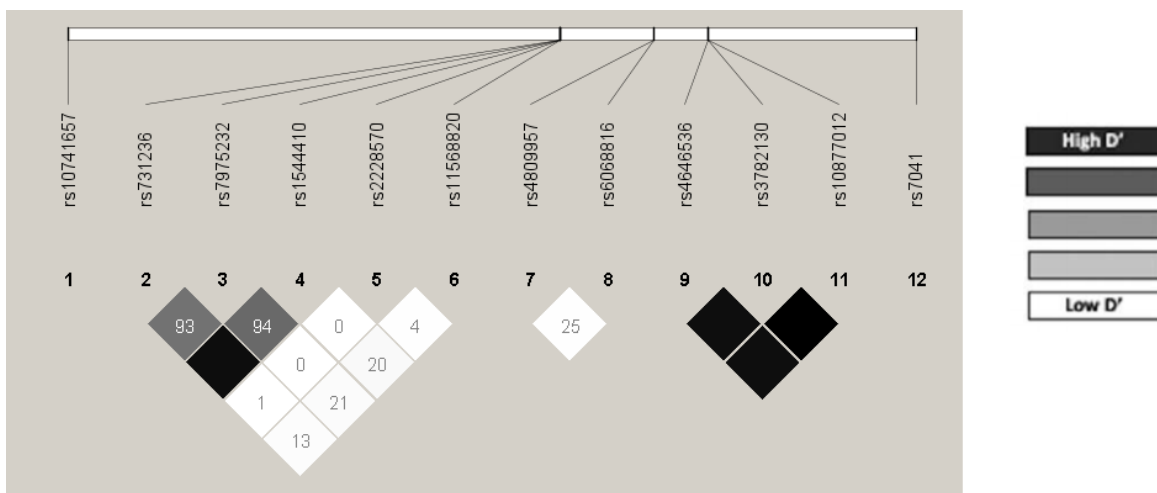 rs10741657 rs731236 rs7975232 rs1544410 rs2228570 rs11568820 rs4809957 rs6068816 rs4646536 rs3782130 rs10877012 rs7041
1 2 3 4 5 6 7 8 9 10 11 12
93 94 0 4 25
0 20
1 21
13
High D'
Low D'